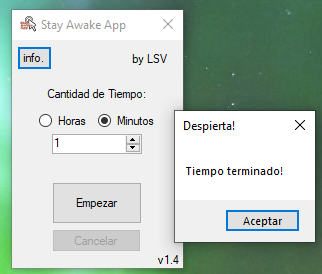 Stay Awake App
info.
by LSV
Cantidad de Tiempo:
Horas
Minutos
1
Empezar
Cancelar
v1.4
Despierta!
Tiempo terminado!
Aceptar